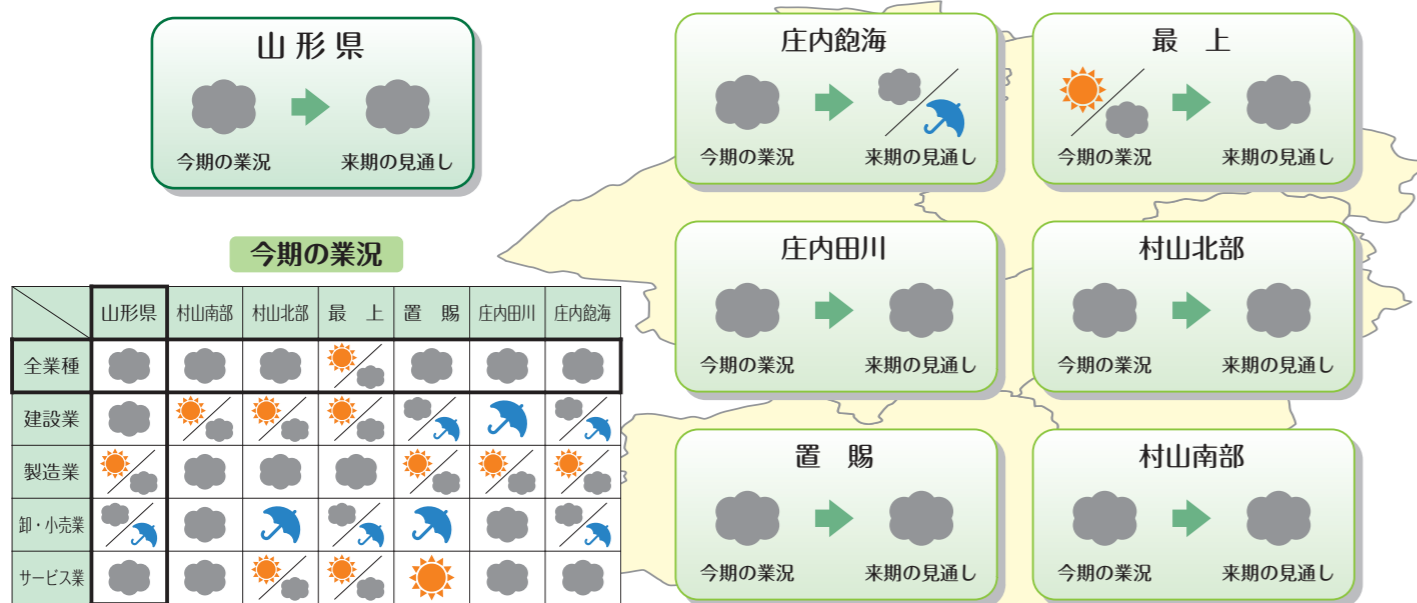 山形県
今期の業況 来期の見通し
庄内飽海
今期の業況 来期の見通し
最 上
今期の業況 来期の見通し
庄内田川
今期の業況 来期の見通し
村山北部
今期の業況 来期の見通し
置 賜
今期の業況 来期の見通し
村山南部
今期の業況 来期の見通し
今期の業況
山形県 村山南部 村山北部 最 上 置 賜 庄内田川 庄内飽海
全業種
建設業
製造業
卸・小売業
サービス業